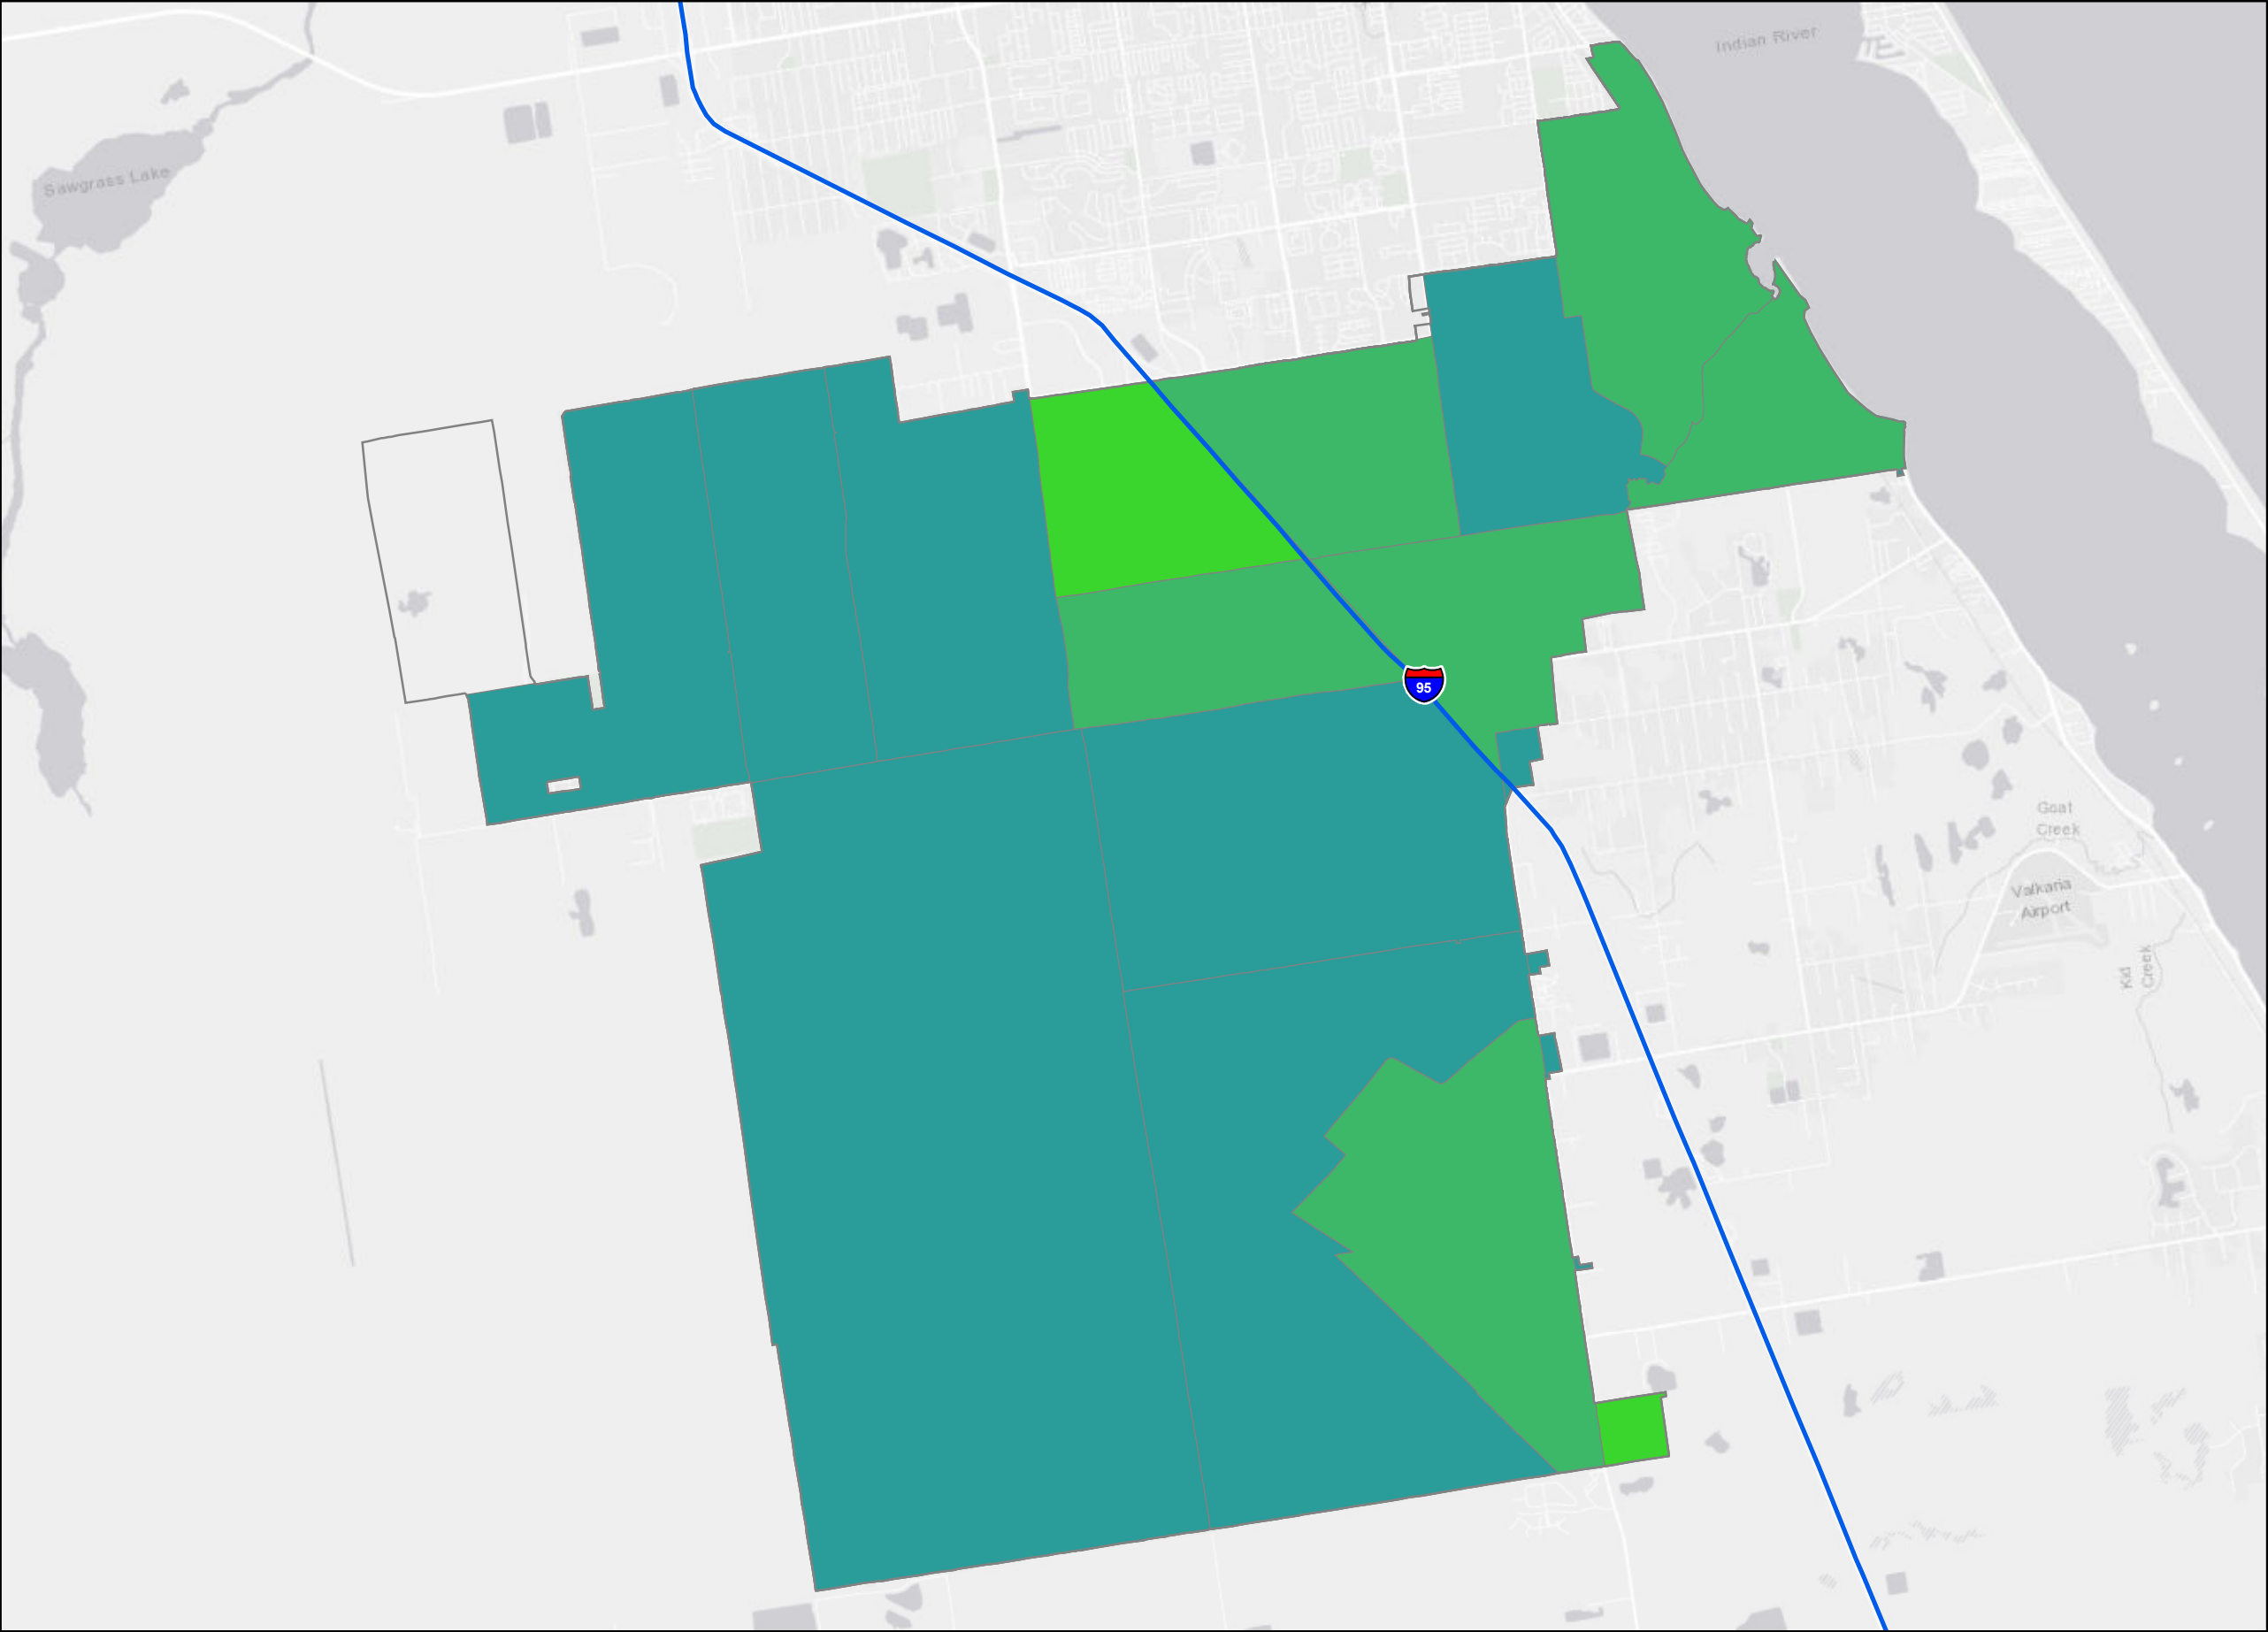 Indian River
Sawgrass Lake
95
Goat
Creek
Valkaria
Airport
Kid
Creek